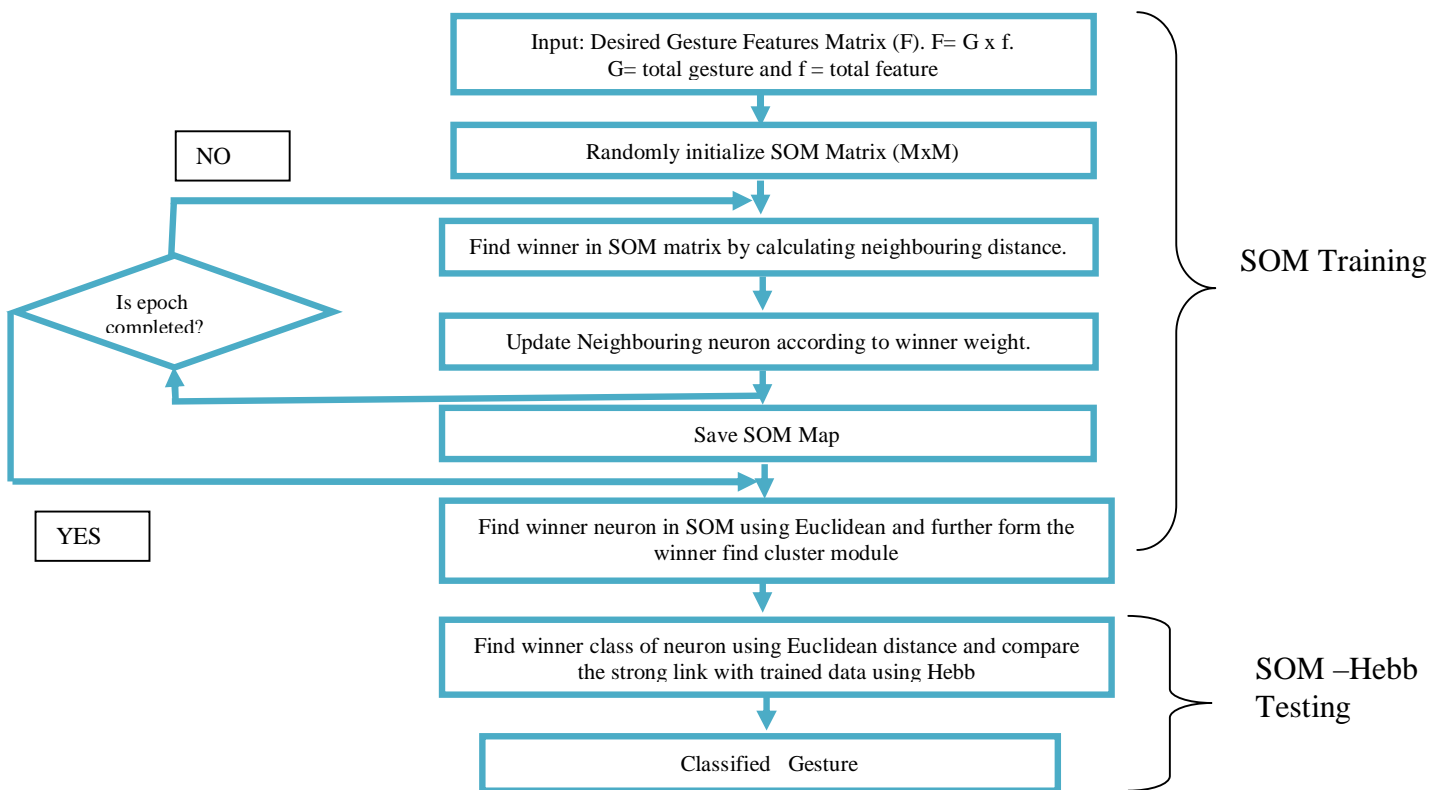 Input: Desired Gesture Features Matrix (F). F= G x f.
G= total gesture and f = total feature
NO
Randomly initialize SOM Matrix (MxM)
Find winner in SOM matrix by calculating neighbouring distance.
SOM Training
Is epoch
completed?
Update Neighbouring neuron according to winner weight.
Save SOM Map
YES
Find winner neuron in SOM using Euclidean and further form the
winner find cluster module
Find winner class of neuron using Euclidean distance and compare
the strong link with trained data using Hebb
SOM –Hebb
Testing
Classified Gesture